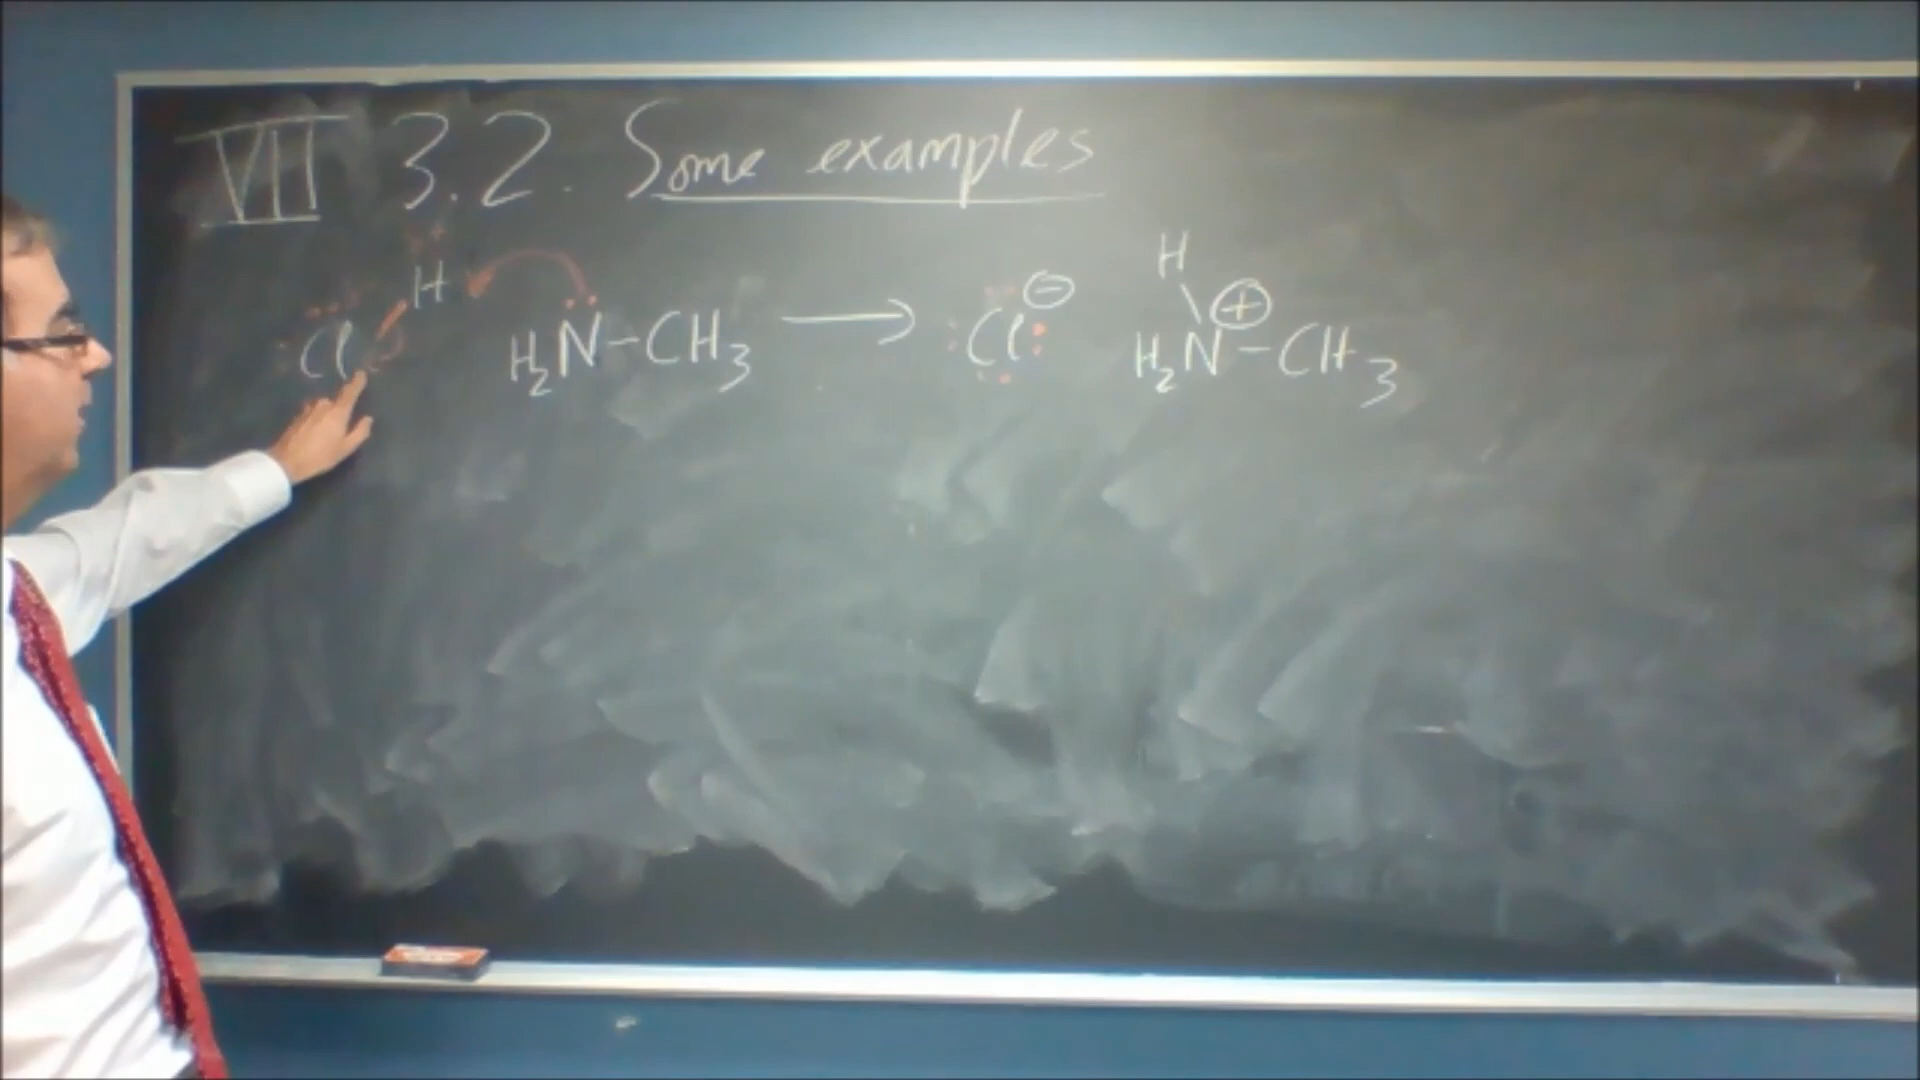 VII 3.2. Some examples
Cl H H₂N-CH₃ ⟶ :Cl: ⊖ H H₂N ⊕ -CH₃